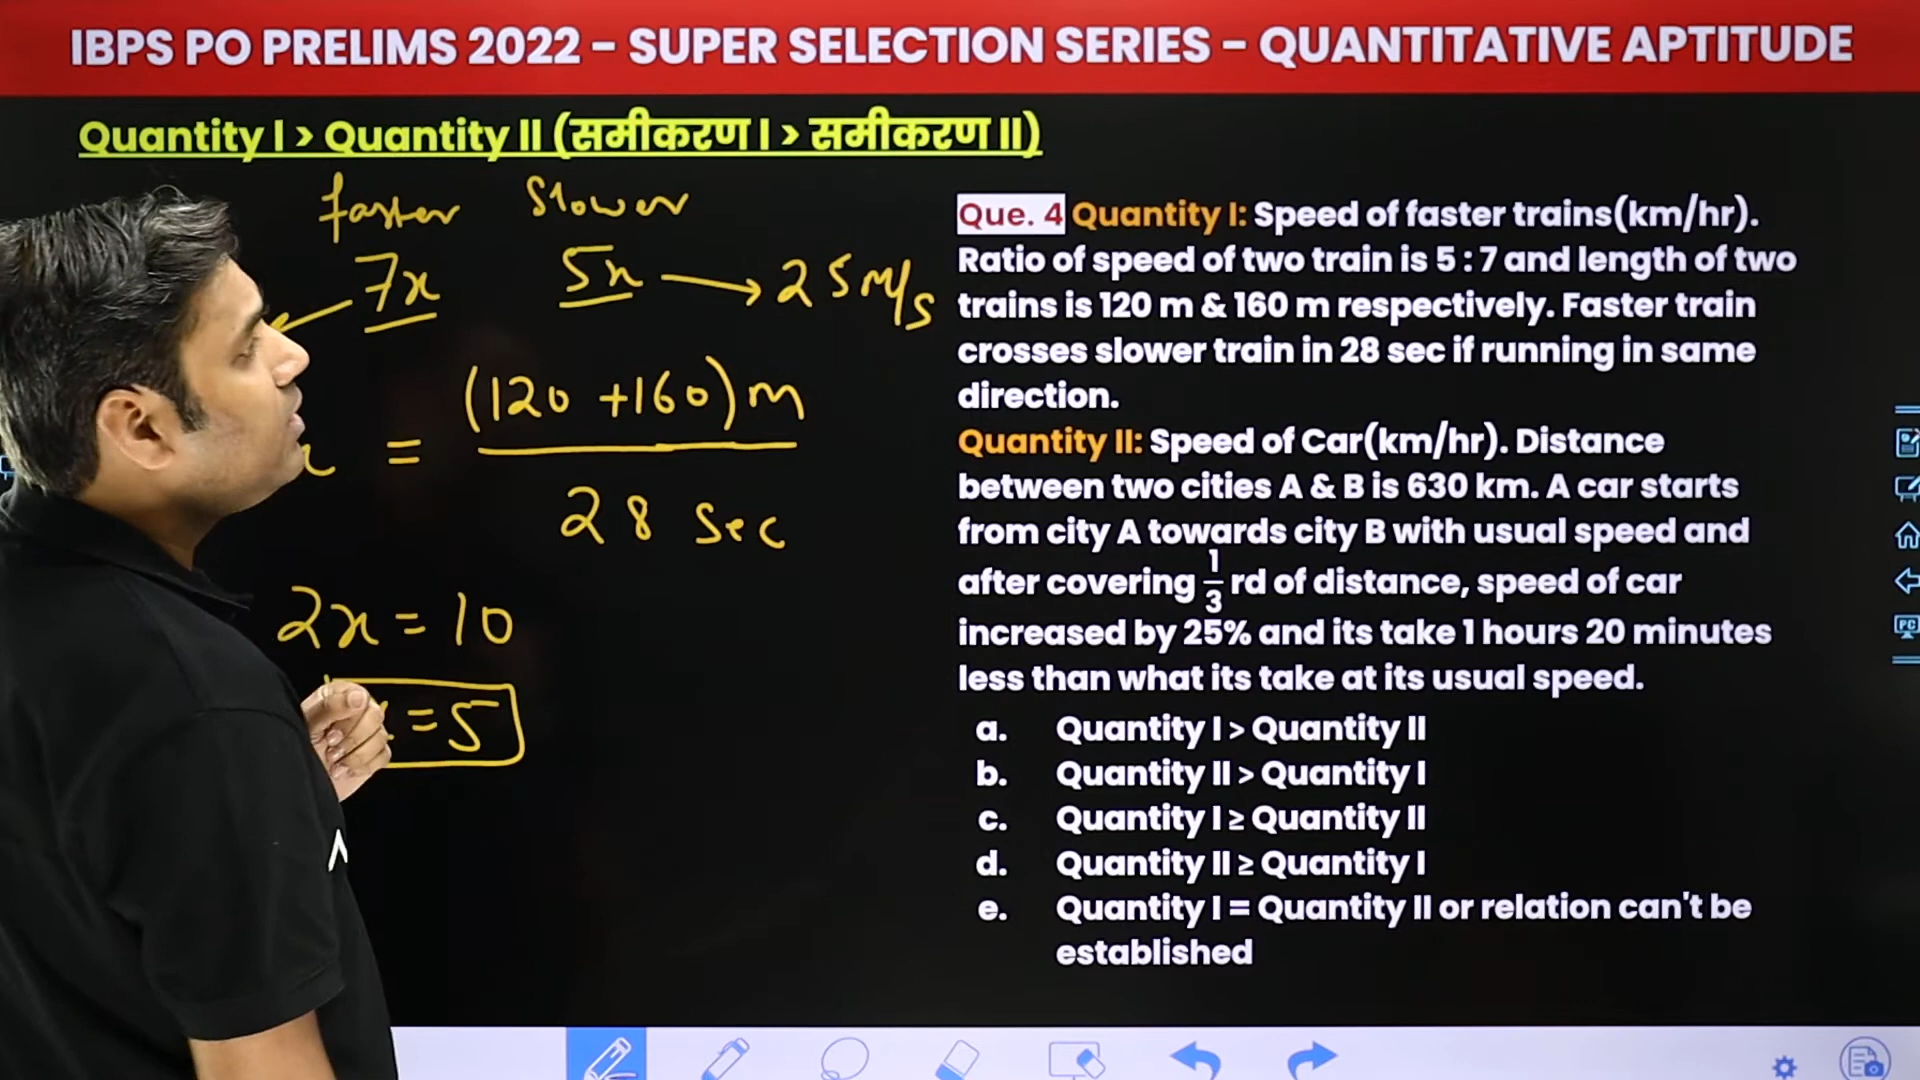 IBPS PO PRELIMS 2022 - SUPER SELECTION SERIES - QUANTITATIVE APTITUDE
Quantity I > Quantity II (समीकरण I > समीकरण II)
faster slower
7x 5x → 25 m/s
= (120 + 160) m
28 sec
2x = 10
= 5
Que. 4 Quantity I: Speed of faster trains(km/hr).
Ratio of speed of two train is 5 : 7 and length of two
trains is 120 m & 160 m respectively. Faster train
crosses slower train in 28 sec if running in same
direction.
Quantity II: Speed of Car(km/hr). Distance
between two cities A & B is 630 km. A car starts
from city A towards city B with usual speed and
after covering 1/3 rd of distance, speed of car
increased by 25% and its take 1 hours 20 minutes
less than what its take at its usual speed.
a. Quantity I > Quantity II
b. Quantity II > Quantity I
c. Quantity I ≥ Quantity II
d. Quantity II ≥ Quantity I
e. Quantity I = Quantity II or relation can't be
established
PC